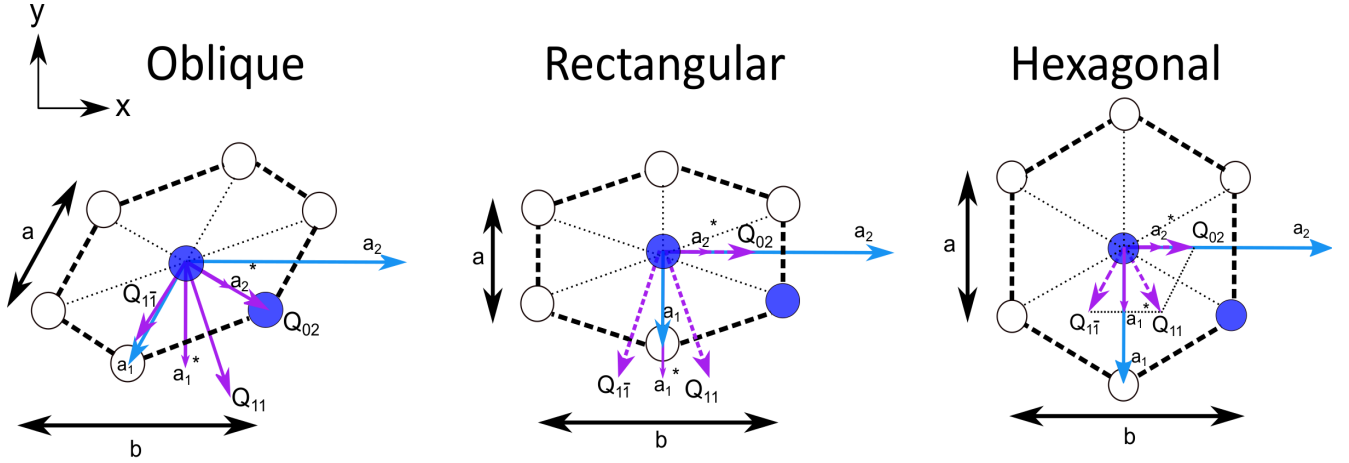 y
x
Oblique
a
a₂
a₂*
Q₁₁̅
Q₀₂
a₁
a₁*
Q₁₁
b
Rectangular
a
a₂*
Q₀₂
a₂
a₁
Q₁₁̅
a₁*
Q₁₁
b
Hexagonal
a
a₂*
Q₀₂
a₂
Q₁₁̅
a₁*
Q₁₁
a₁
b